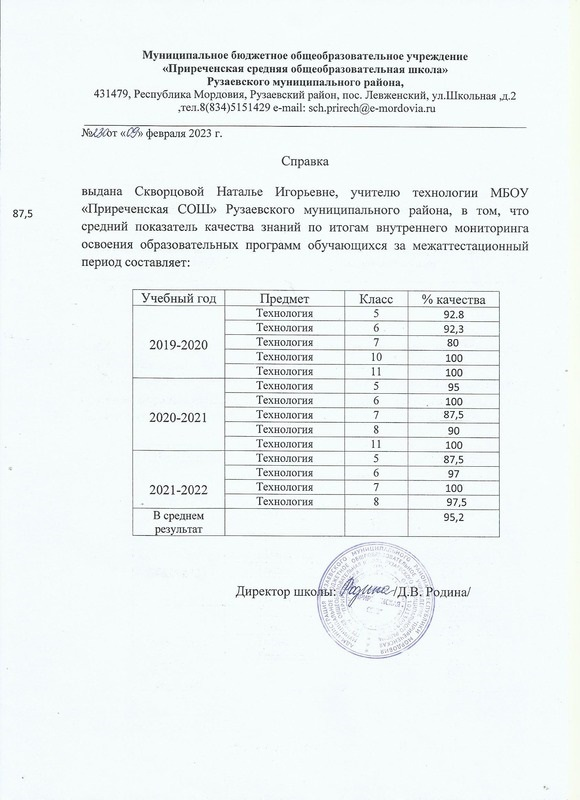 Муниципальное бюджетное общеобразовательное учреждение
«Приреченская средняя общеобразовательная школа»
Рузаевского муниципального района,
431479, Республика Мордовия, Рузаевский район, пос. Левженский, ул.Школьная ,д.2
,тел.8(834)5151429 e-mail: sch.prirech@e-mordovia.ru
№230от «09» февраля 2023 г.
Справка
выдана Скворцовой Наталье Игорьевне, учителю технологии МБОУ
87,5
«Приреченская СОШ» Рузаевского муниципального района, в том, что
средний показатель качества знаний по итогам внутреннего мониторинга
освоения образовательных программ обучающихся за межаттестационный
период составляет:
Учебный год Предмет Класс % качества
2019-2020
Технология 5 92.8
Технология 6 92,3
Технология 7 80
Технология 10 100
Технология 11 100
2020-2021
Технология 5 95
Технология 6 100
Технология 7 87,5
Технология 8 90
Технология 11 100
2021-2022
Технология 5 87,5
Технология 6 97
Технология 7 100
Технология 8 97,5
В среднем 95,2
результат
Директор школы: Родина /Д.В. Родина/